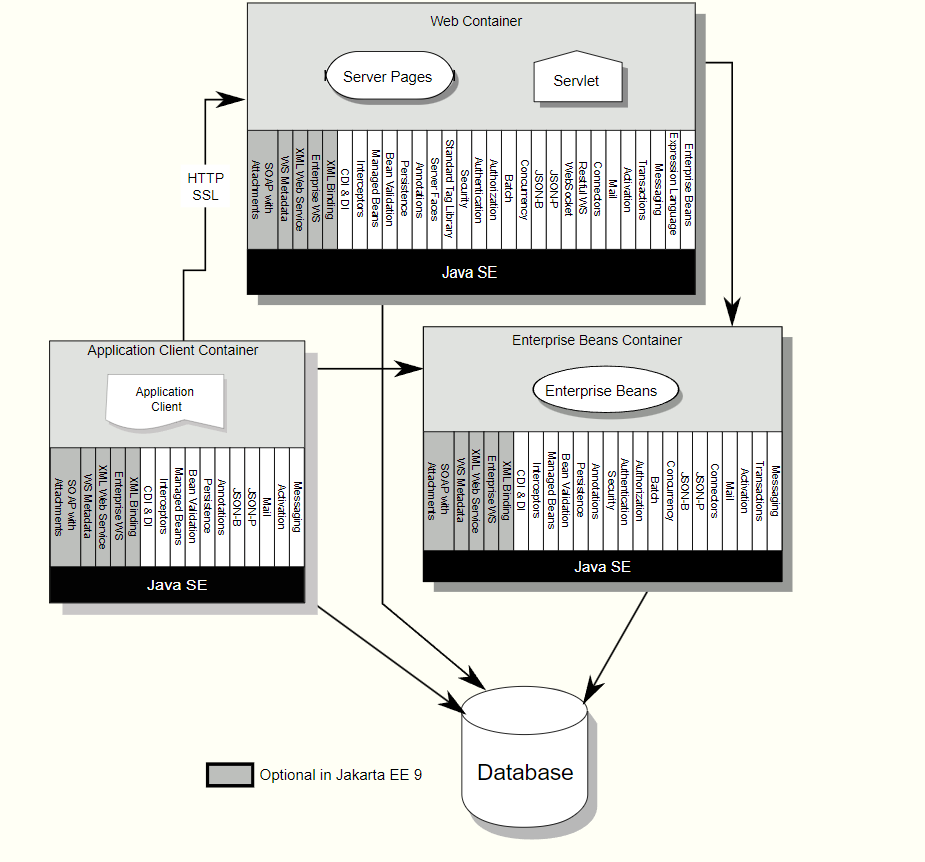 Web Container
Server Pages
Servlet
SOAP with
Attachments
WS Metadata
XML Web Service
Enterprise WS
XML Binding
CDI & DI
Interceptors
Managed Beans
Bean Validation
Persistence
Annotations
Server Faces
Standard Tag Library
Security
Authentication
Authorization
Batch
Concurrency
JSON-B
JSON-P
WebSocket
Restful WS
Connectors
Mail
Activation
Transactions
Messaging
Expression Language
Enterprise Beans
Java SE
HTTP
SSL
Application Client Container
Application
Client
SOAP with
Attachments
WS Metadata
XML Web Service
Enterprise WS
XML Binding
CDI & DI
Interceptors
Managed Beans
Bean Validation
Persistence
Annotations
JSON-B
JSON-P
Mail
Activation
Messaging
Java SE
Enterprise Beans Container
Enterprise Beans
SOAP with
Attachments
WS Metadata
XML Web Service
Enterprise WS
XML Binding
CDI & DI
Interceptors
Managed Beans
Bean Validation
Persistence
Annotations
Security
Authentication
Authorization
Batch
Concurrency
JSON-B
JSON-P
Connectors
Mail
Activation
Transactions
Messaging
Java SE
Database
Optional in Jakarta EE 9